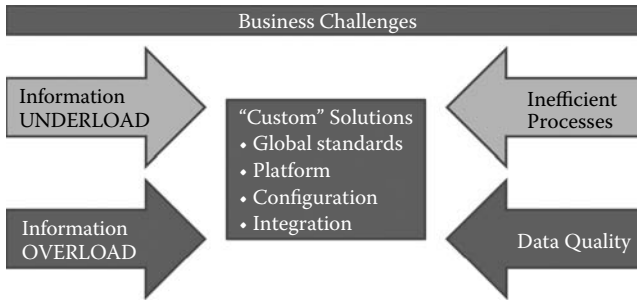 Business Challenges
Information
UNDERLOAD
“Custom” Solutions
• Global standards
• Platform
• Configuration
• Integration
Inefficient
Processes
Information
OVERLOAD
Data Quality